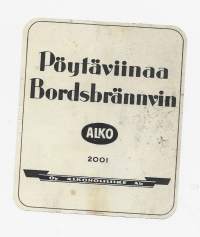 Pöytäviinaa
Bordsbrännvin
ALKO
2001
Oy ALKOHOLILIIKE Ab